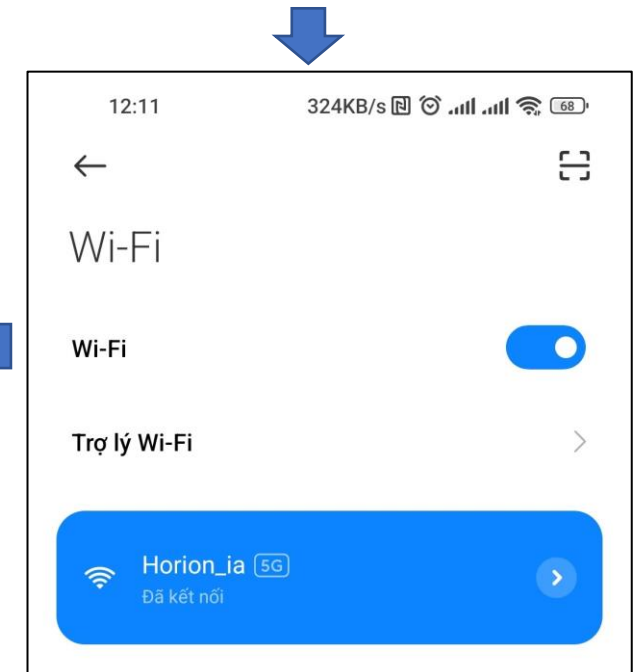 12:11 324KB/s 68
Wi-Fi
Wi-Fi
Trợ lý Wi-Fi
Horion_ia 5G
Đã kết nối